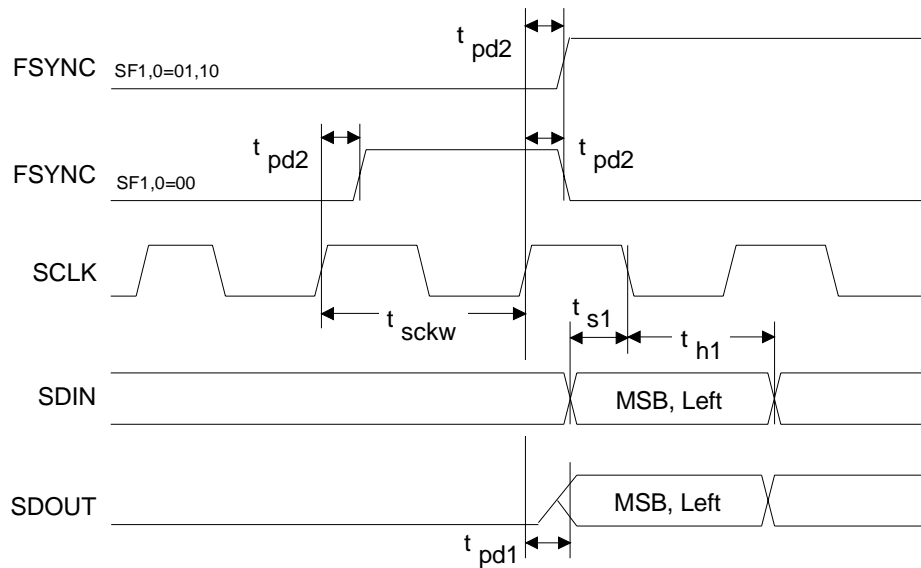 t pd2
FSYNC SF1,0=01,10
t pd2 t pd2
FSYNC SF1,0=00
SCLK
t sckw t s1 t h1
SDIN MSB, Left
SDOUT MSB, Left
t pd1